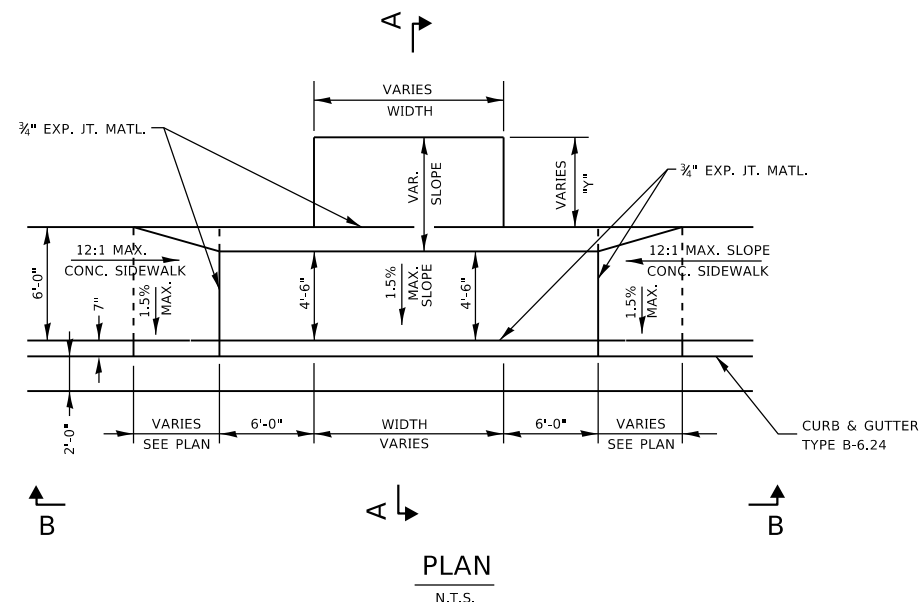 A
VARIES
WIDTH
¾" EXP. JT. MATL.
VAR.
SLOPE
VARIES
"Y"
¾" EXP. JT. MATL.
12:1 MAX.
CONC. SIDEWALK
12:1 MAX. SLOPE
CONC. SIDEWALK
6'-0"
7"
1.5%
MAX.
4'-6"
1.5%
MAX.
SLOPE
4'-6"
1.5%
MAX.
2'-0"
VARIES
SEE PLAN
6'-0"
WIDTH
VARIES
6'-0"
VARIES
SEE PLAN
CURB & GUTTER
TYPE B-6.24
B
A
B
PLAN
N.T.S.